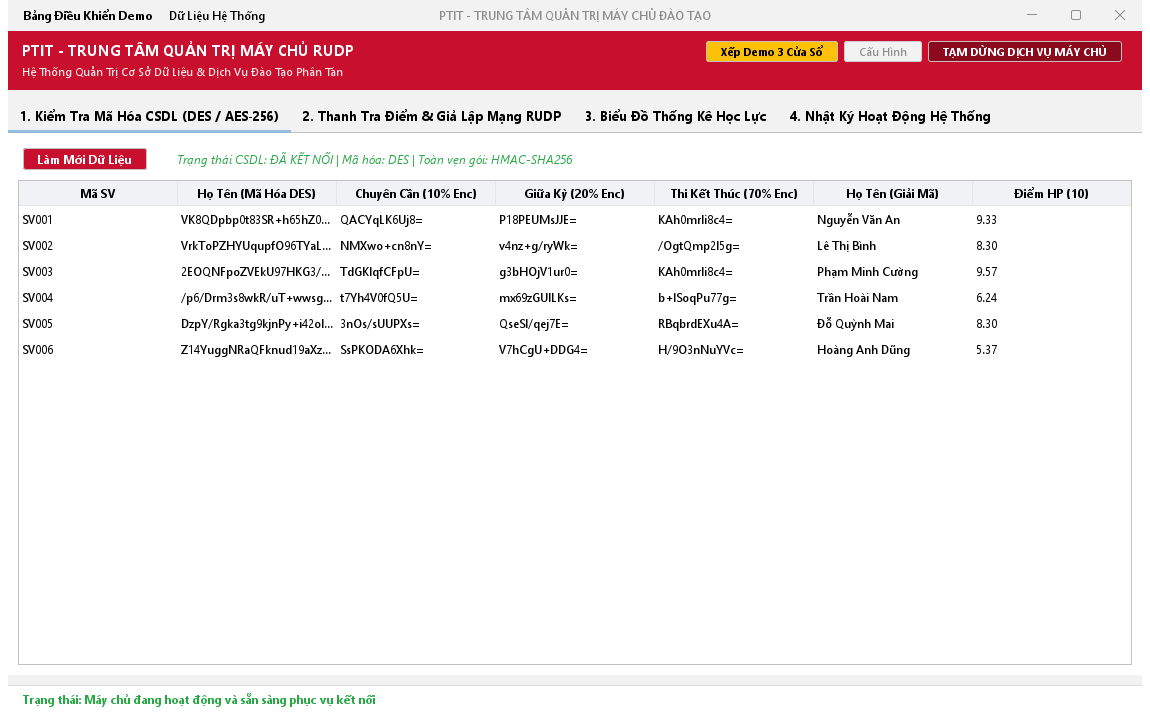 Bảng Điều Khiển Demo Dữ Liệu Hệ Thống PTIT - TRUNG TÂM QUẢN TRỊ MÁY CHỦ ĐÀO TẠO
PTIT - TRUNG TÂM QUẢN TRỊ MÁY CHỦ RUDP
Hệ Thống Quản Trị Cơ Sở Dữ Liệu & Dịch Vụ Đào Tạo Phân Tán
Xếp Demo 3 Cửa Sổ Cấu Hình TẠM DỪNG DỊCH VỤ MÁY CHỦ
1. Kiểm Tra Mã Hóa CSDL (DES / AES-256) 2. Thanh Tra Điểm & Giả Lập Mạng RUDP 3. Biểu Đồ Thống Kê Học Lực 4. Nhật Ký Hoạt Động Hệ Thống
Làm Mới Dữ Liệu Trạng thái CSDL: ĐÃ KẾT NỐI | Mã hóa: DES | Toàn vẹn gói: HMAC-SHA256
Mã SV Họ Tên (Mã Hóa DES) Chuyên Cần (10% Enc) Giữa Kỳ (20% Enc) Thi Kết Thúc (70% Enc) Họ Tên (Giải Mã) Điểm HP (10)
SV001 VK8QDpbp0t83SR+h65hZ0... QACYqLK6Uj8= P18PEUMsJJE= KAh0mrli8c4= Nguyễn Văn An 9.33
SV002 VrkToPZHYUqupfO96TYaL... NMXwo+cn8nY= v4nz+g/ryWk= /OgtQmp2I5g= Lê Thị Bình 8.30
SV003 2EOQNFpoZVEkU97HKG3/... TdGKlqfCFpU= g3bHOjV1ur0= KAh0mrli8c4= Phạm Minh Cường 9.57
SV004 /p6/Drm3s8wkR/uT+wwsg... t7Yh4V0fQ5U= mx69zGUILKs= b+ISoqPu77g= Trần Hoài Nam 6.24
SV005 DzpY/Rgka3tg9kjnPy+i42oI... 3nOs/sUUPXs= QseSI/qej7E= RBqbrdEXu4A= Đỗ Quỳnh Mai 8.30
SV006 Z14YuggNRaQFknud19aXz... SsPKODA6Xhk= V7hCgU+DDG4= H/9O3nNuYVc= Hoàng Anh Dũng 5.37
Trạng thái: Máy chủ đang hoạt động và sẵn sàng phục vụ kết nối